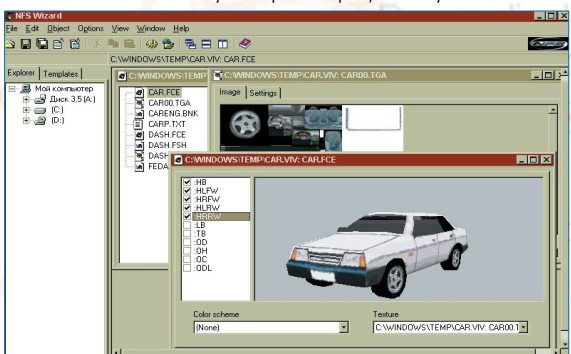 NFS Wizard
File Edit Object Options View Window Help
C:\WINDOWS\TEMP\CAR.VIV: CAR.FCE
Explorer Templates
Мой компьютер
Диск 3,5 (A:)
(C:)
(D:)
C:\WINDOWS\TEMP
CAR.FCE
CAR00.TGA
CARENG.BNK
CARP.TXT
DASH.FCE
DASH.FSH
DASH
FEDA
C:\WINDOWS\TEMP\CAR.VIV: CAR00.TGA
Image Settings
C:\WINDOWS\TEMP\CAR.VIV: CAR.FCE
:HB
:HLFW
:HRFW
:HLRW
:HRRW
:LB
:TB
:OD
:OH
:OC
:ODL
Color scheme
(None)
Texture
C:\WINDOWS\TEMP\CAR.VIV: CAR00.T